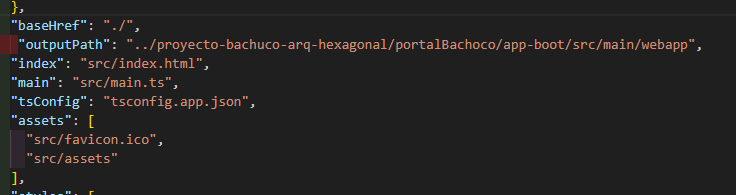 },
"baseHref": "./",
"outputPath": "../proyecto-bachuco-arq-hexagonal/portalBachoco/app-boot/src/main/webapp",
"index": "src/index.html",
"main": "src/main.ts",
"tsConfig": "tsconfig.app.json",
"assets": [
"src/favicon.ico",
"src/assets"
],
"styles": [